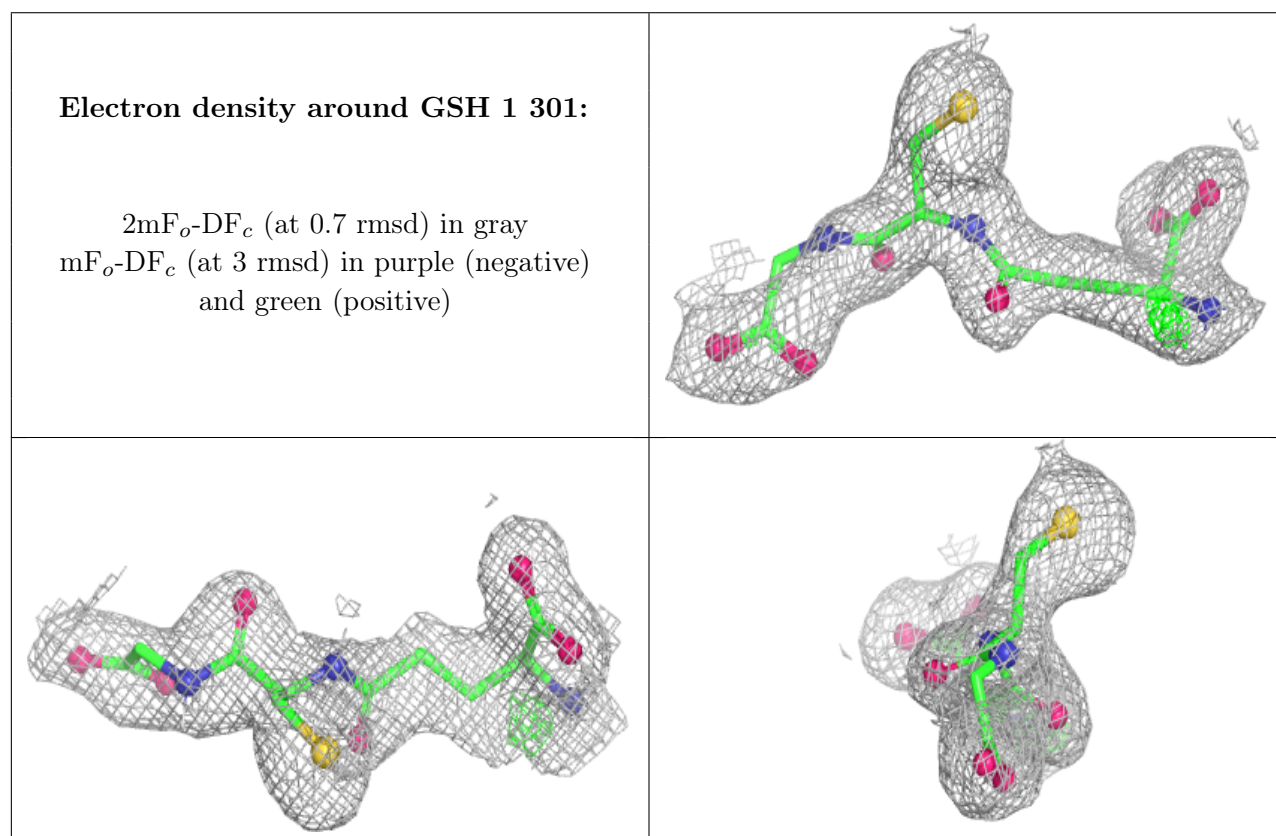 Electron density around GSH 1 301:
2mFo-DFc (at 0.7 rmsd) in gray
mFo-DFc (at 3 rmsd) in purple (negative)
and green (positive)